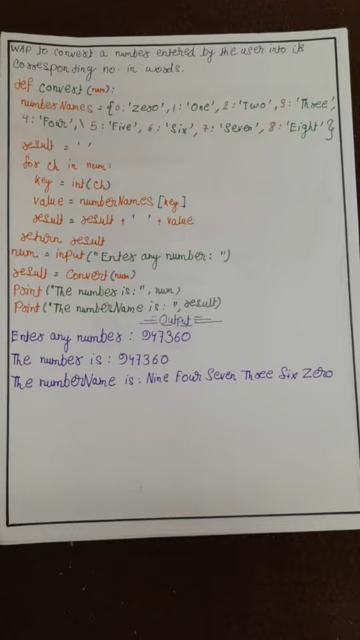 WAP to convert a number entered by the user into its
corresponding no. in words.
def convert(num):
numberNames = {0:'Zero', 1:'One', 2:'Two', 3:'Three',
4:'Four',\ 5:'Five', 6:'Six', 7:'Seven', 8:'Eight'}
result = ' '
for ch in num:
key = int(ch)
value = numberNames [key]
result = result + ' ' + value
return result
num = input("Enter any number: ")
result = Convert(num)
Print("The number is:", num)
Print("The numberName is:", result)
Output
Enter any number: 947360
The number is: 947360
The numberName is: Nine Four Seven Three Six Zero